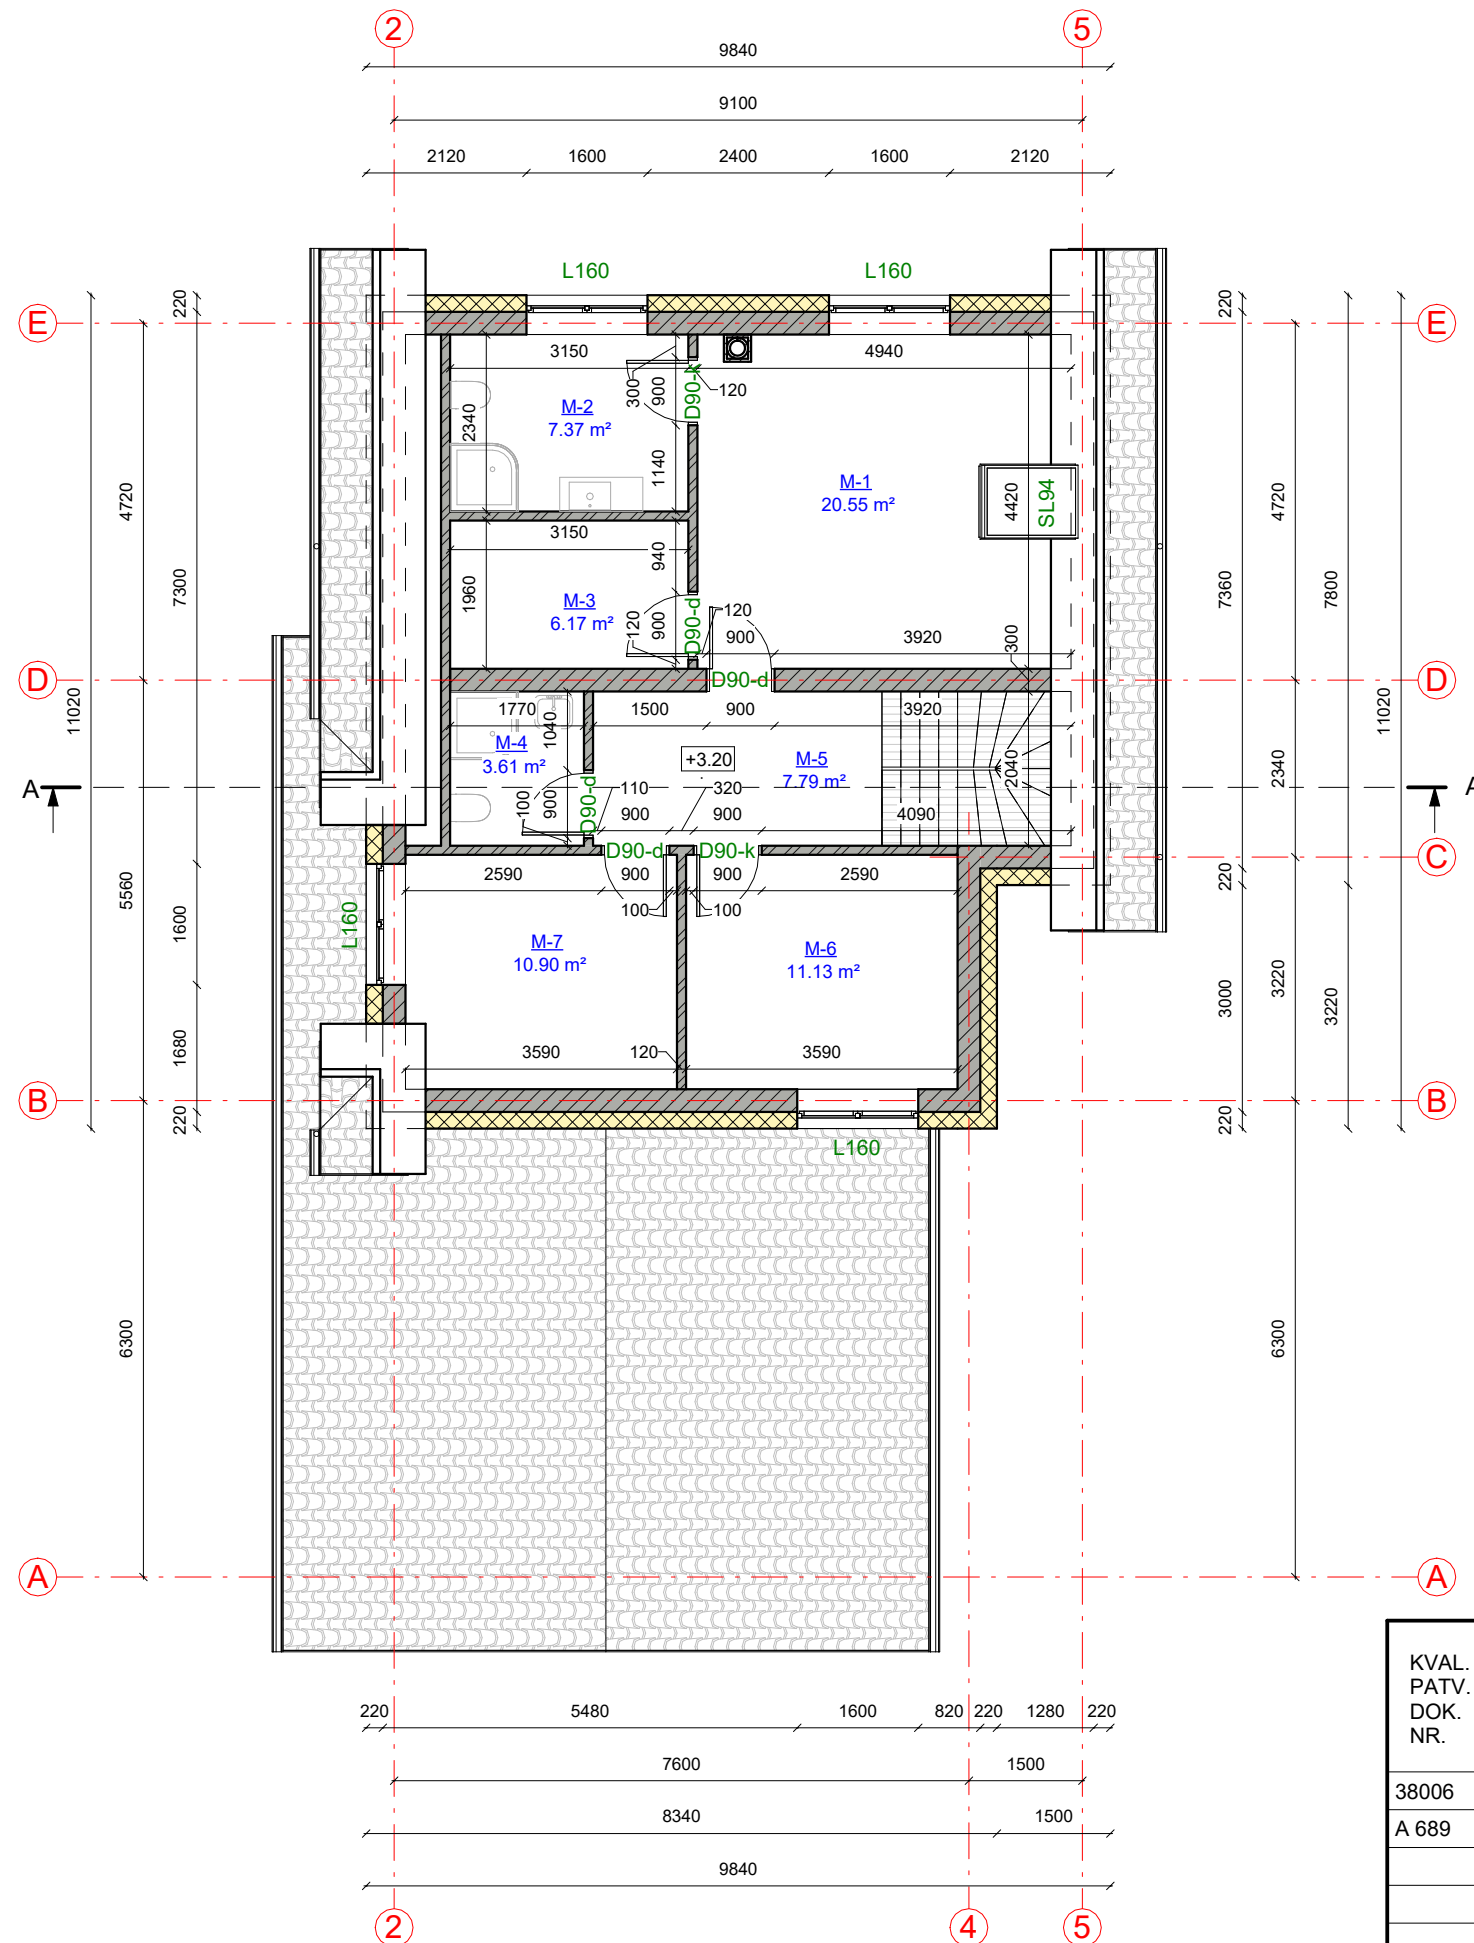 2
5
9840
9100
2120
1600
2400
1600
2120
L160
L160
220
220
E
E
3150
4940
300
900
D90-k
120
M-2
7.37 m²
2340
1140
M-1
20.55 m²
4420
SL94
4720
7300
4720
7360
7800
3150
940
1960
M-3
6.17 m²
120
900
D90-d
120
900
3920
300
D
D
D90-d
11020
11020
1770
1500
900
3920
1040
M-4
3.61 m²
+3.20
M-5
7.79 m²
2040
2340
A
A
100
900
D90-d
110
320
900
900
4090
D90-d
D90-k
C
2590
900
900
2590
220
100
100
5560
1600
L160
M-7
10.90 m²
M-6
11.13 m²
3000
3220
3220
1680
3590
120
3590
B
B
220
220
L160
6300
6300
A
A
KVAL.
PATV.
DOK.
NR.
220
5480
1600
820
220
1280
220
7600
1500
38006
8340
1500
A 689
9840
2
4
5